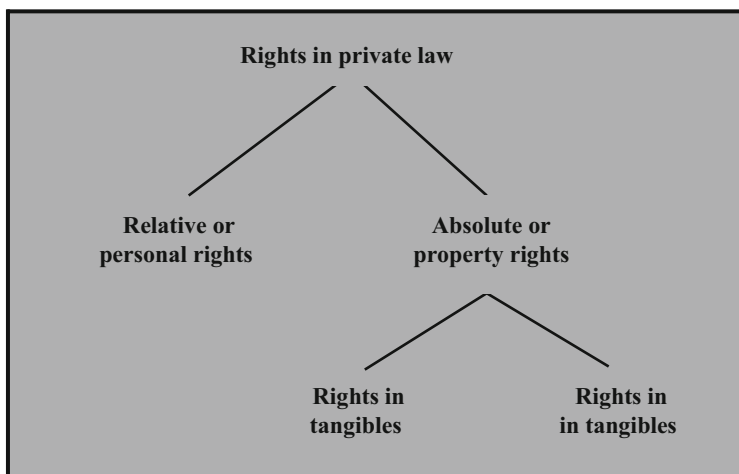 Rights in private law
Relative or
personal rights
Absolute or
property rights
Rights in
tangibles
Rights in
in tangibles